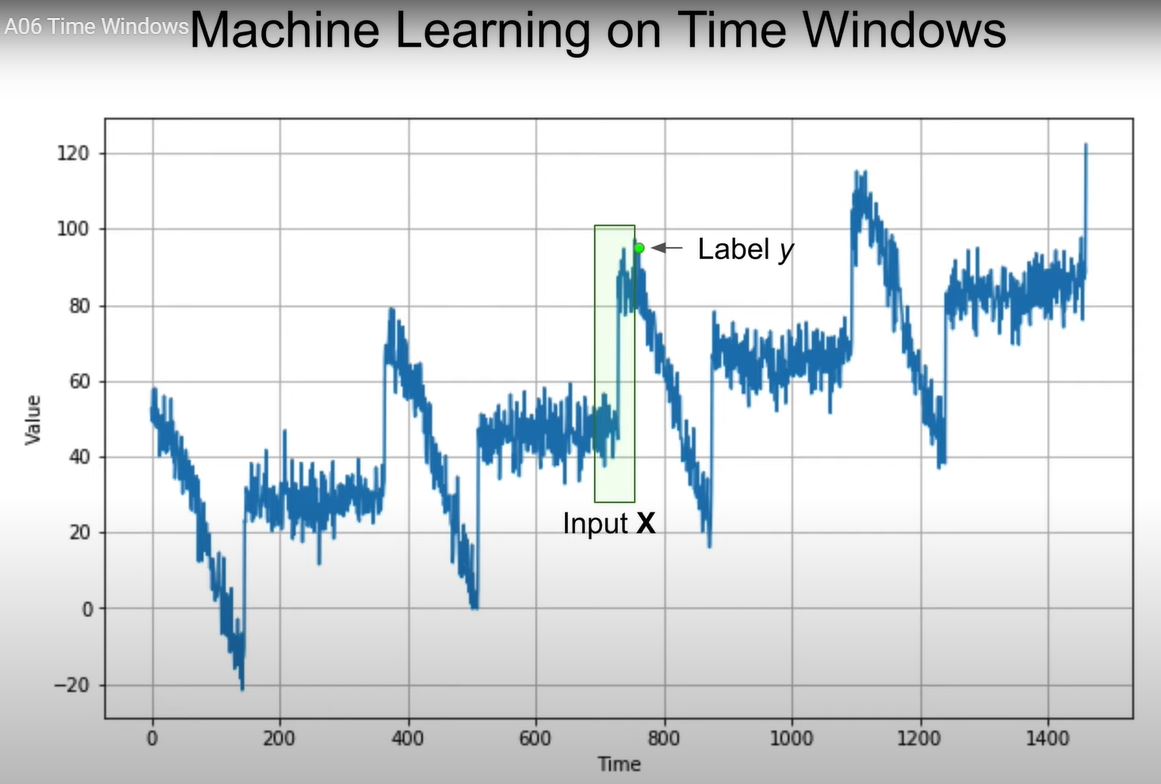 A06 Time Windows
Machine Learning on Time Windows
120
100
80
60
40
20
0
−20
Value
Label y
Input X
0 200 400 600 800 1000 1200 1400
Time